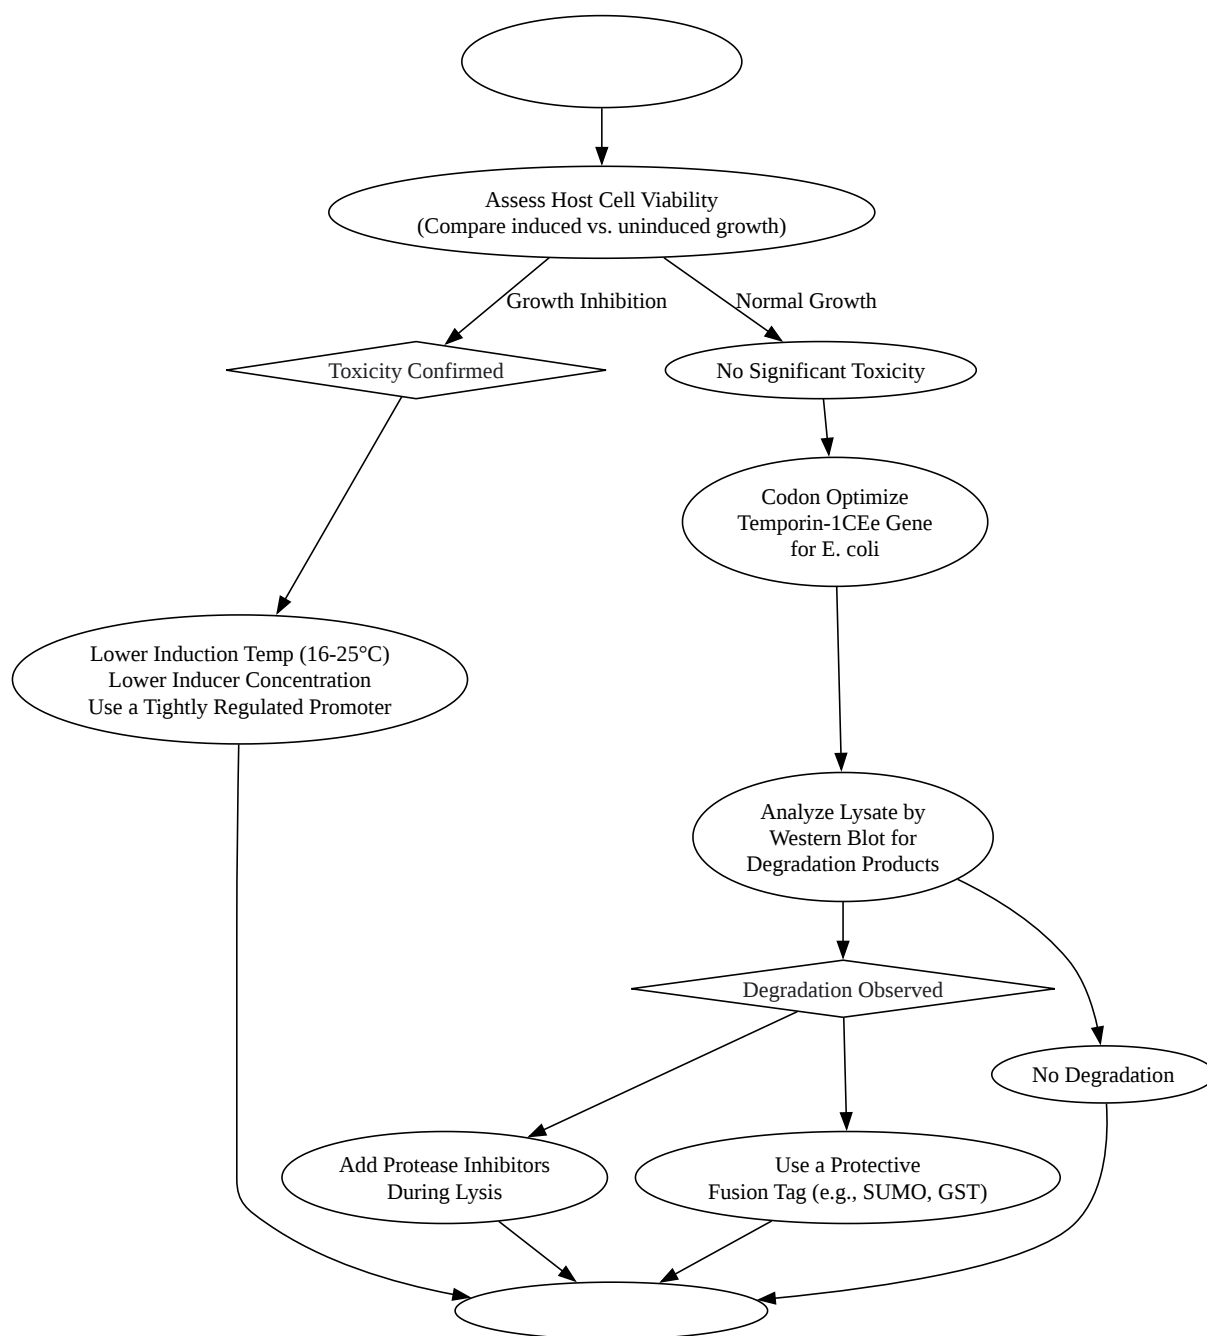 Assess Host Cell Viability
(Compare induced vs. uninduced growth)
Growth Inhibition
Normal Growth
Toxicity Confirmed
No Significant Toxicity
Codon Optimize
Temporin-1CEe Gene
for E. coli
Lower Induction Temp (16-25°C)
Lower Inducer Concentration
Use a Tightly Regulated Promoter
Analyze Lysate by
Western Blot for
Degradation Products
Degradation Observed
No Degradation
Add Protease Inhibitors
During Lysis
Use a Protective
Fusion Tag (e.g., SUMO, GST)